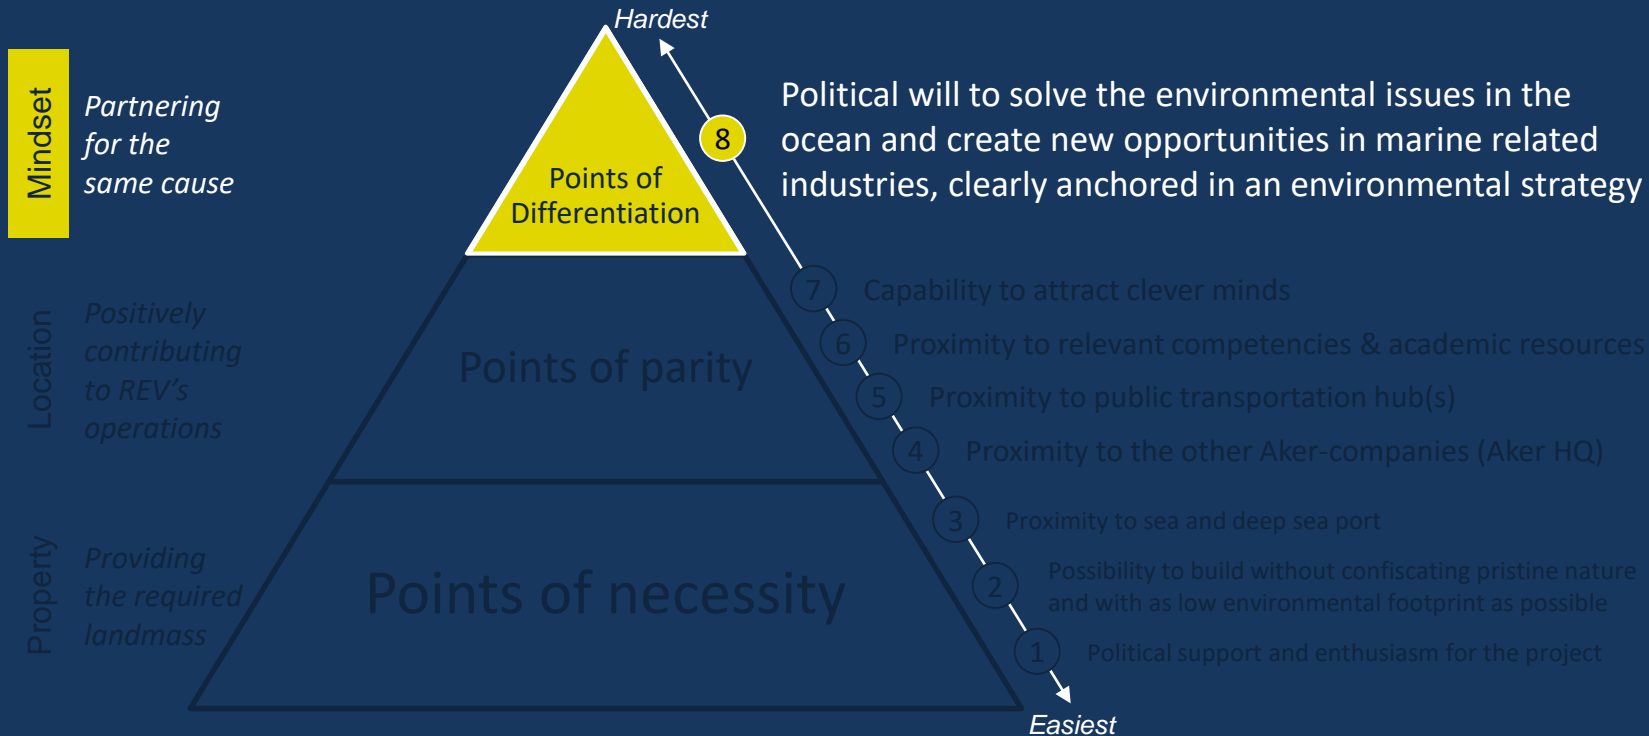 Hardest
Mindset
Partnering
for the
same cause
Points of
Differentiation
8
Political will to solve the environmental issues in the
ocean and create new opportunities in marine related
industries, clearly anchored in an environmental strategy
Location
Positively
contributing
to REV's
operations
Points of parity
7 Capability to attract clever minds
6 Proximity to relevant competencies & academic resources
5 Proximity to public transportation hub(s)
4 Proximity to the other Aker-companies (Aker HQ)
Property
Providing
the required
landmass
Points of necessity
3 Proximity to sea and deep sea port
2 Possibility to build without confiscating pristine nature
and with as low environmental footprint as possible
1 Political support and enthusiasm for the project
Easiest